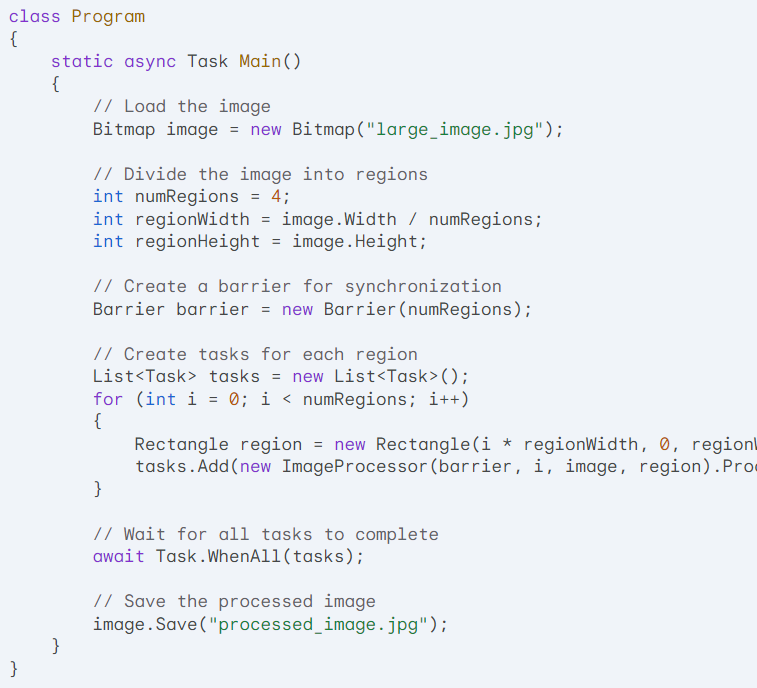 class Program
{
    static async Task Main()
    {
        // Load the image
        Bitmap image = new Bitmap("large_image.jpg");

        // Divide the image into regions
        int numRegions = 4;
        int regionWidth = image.Width / numRegions;
        int regionHeight = image.Height;

        // Create a barrier for synchronization
        Barrier barrier = new Barrier(numRegions);

        // Create tasks for each region
        List<Task> tasks = new List<Task>();
        for (int i = 0; i < numRegions; i++)
        {
            Rectangle region = new Rectangle(i * regionWidth, 0, region
            tasks.Add(new ImageProcessor(barrier, i, image, region).Pro
        }

        // Wait for all tasks to complete
        await Task.WhenAll(tasks);

        // Save the processed image
        image.Save("processed_image.jpg");
    }
}